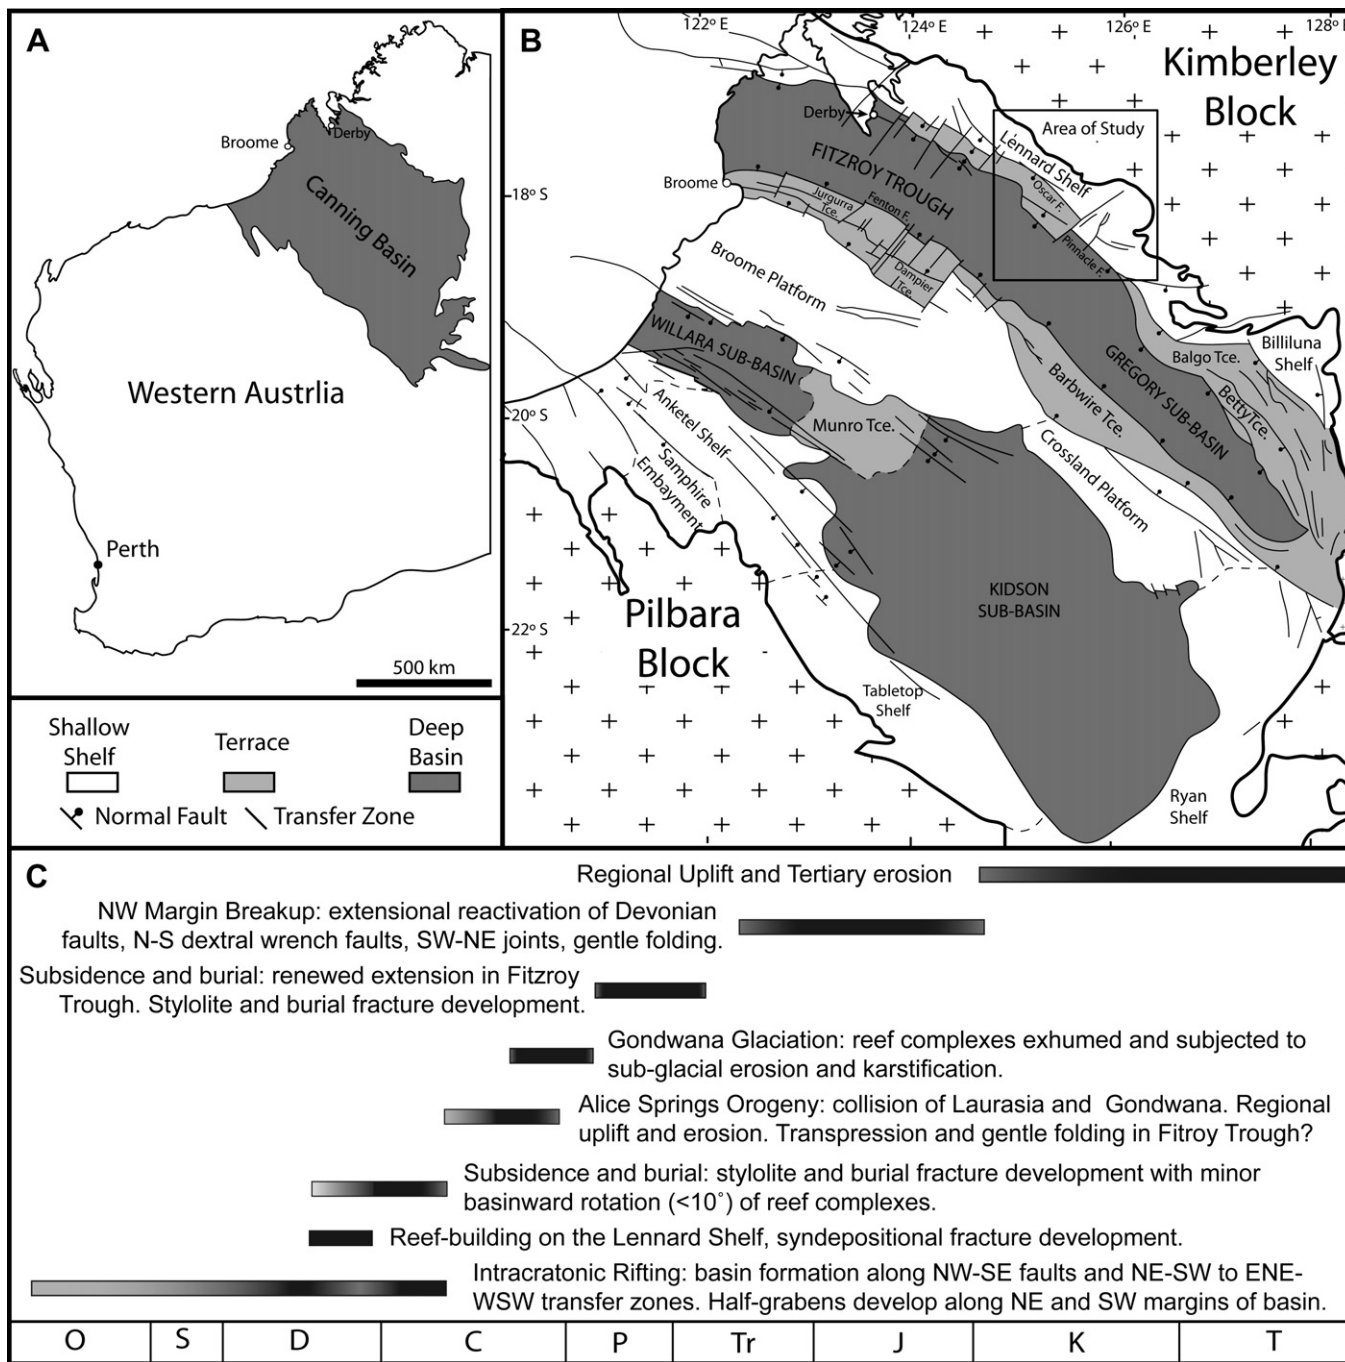 A
Broome
Derby
Canning Basin
Western Austrlia
Perth
500 km
Shallow
Shelf
Terrace
Deep
Basin
Normal Fault
Transfer Zone
B
122º E
124º E
126º E
128º E
Kimberley
Block
Derby
Area of Study
Lennard Shelf
FITZROY TROUGH
Oscar F.
Broome
18º S
Jurgurra
Tce.
Fenton F.
Pinnacle F.
Dampier
Tce.
Broome Platform
WILLARA SUB-BASIN
Balgo Tce.
Billiluna
Shelf
GREGORY SUB-BASIN
Betty Tce.
Barbwire Tce.
20º S
Anketel Shelf
Munro Tce.
Samphire
Embayment
Crossland Platform
KIDSON
SUB-BASIN
Pilbara
Block
22º S
Tabletop
Shelf
Ryan
Shelf
C
Regional Uplift and Tertiary erosion
NW Margin Breakup: extensional reactivation of Devonian
faults, N-S dextral wrench faults, SW-NE joints, gentle folding.
Subsidence and burial: renewed extension in Fitzroy
Trough. Stylolite and burial fracture development.
Gondwana Glaciation: reef complexes exhumed and subjected to
sub-glacial erosion and karstification.
Alice Springs Orogeny: collision of Laurasia and Gondwana. Regional
uplift and erosion. Transpression and gentle folding in Fitroy Trough?
Subsidence and burial: stylolite and burial fracture development with minor
basinward rotation (<10˚) of reef complexes.
Reef-building on the Lennard Shelf, syndepositional fracture development.
Intracratonic Rifting: basin formation along NW-SE faults and NE-SW to ENE-
WSW transfer zones. Half-grabens develop along NE and SW margins of basin.
O S D C P Tr J K T